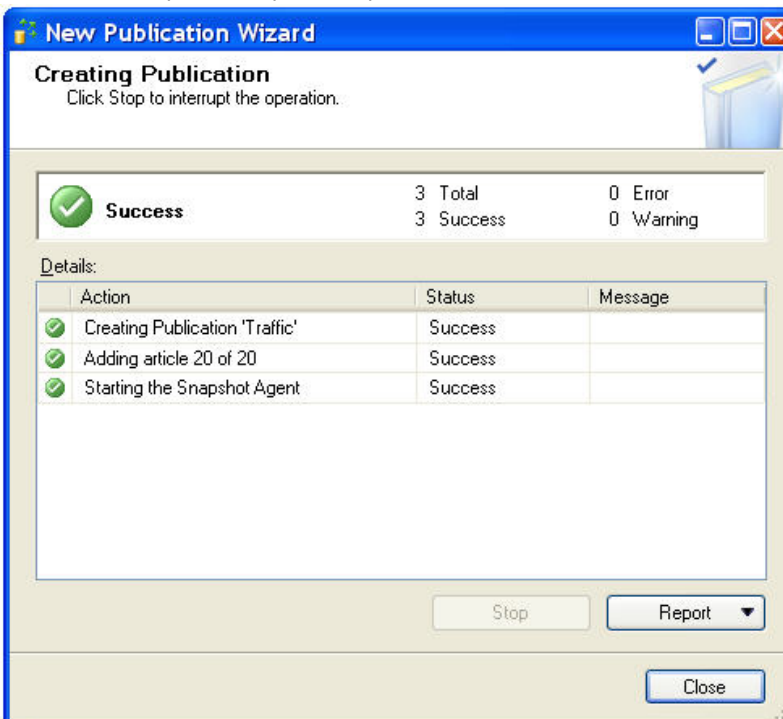 New Publication Wizard
Creating Publication
Click Stop to interrupt the operation.
Success 3 Total 0 Error
3 Success 0 Warning
Details:
Action Status Message
Creating Publication 'Traffic' Success
Adding article 20 of 20 Success
Starting the Snapshot Agent Success
Stop Report
Close